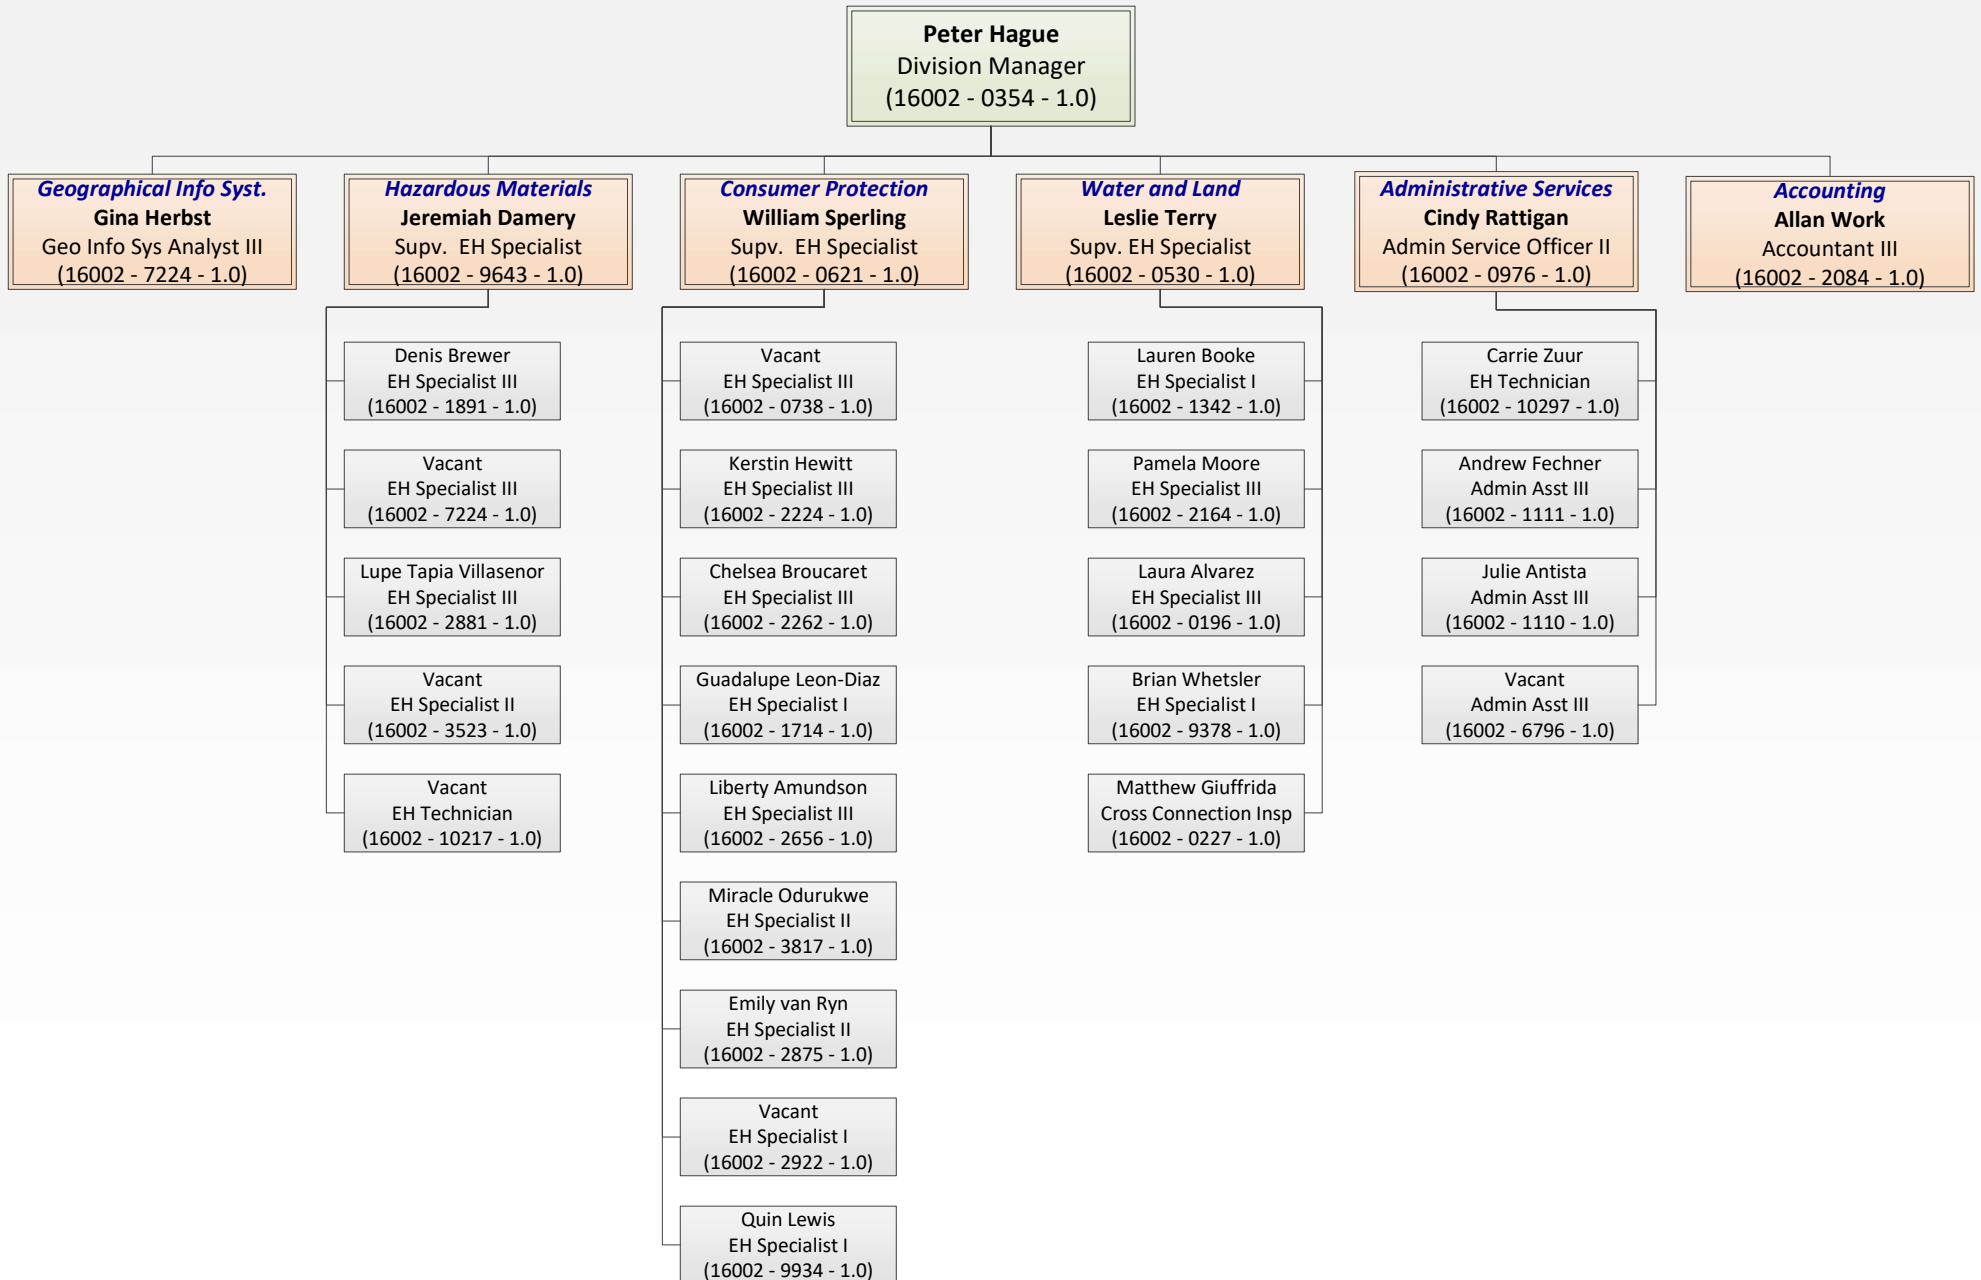 Peter Hague
Division Manager
(16002 - 0354 - 1.0)
Geographical Info Syst.
Gina Herbst
Geo Info Sys Analyst III
(16002 - 7224 - 1.0)
Hazardous Materials
Jeremiah Damery
Supv.  EH Specialist
(16002 - 9643 - 1.0)
Consumer Protection
William Sperling
Supv.  EH Specialist
(16002 - 0621 - 1.0)
Water and Land
Leslie Terry
Supv. EH Specialist
(16002 - 0530 - 1.0)
Administrative Services
Cindy Rattigan
Admin Service Officer II
(16002 - 0976 - 1.0)
Accounting
Allan Work
Accountant III
(16002 - 2084 - 1.0)
Denis Brewer
EH Specialist III
(16002 - 1891 - 1.0)
Vacant
EH Specialist III
(16002 - 7224 - 1.0)
Lupe Tapia Villasenor
EH Specialist III
(16002 - 2881 - 1.0)
Vacant
EH Specialist II
(16002 - 3523 - 1.0)
Vacant
EH Technician
(16002 - 10217 - 1.0)
Vacant
EH Specialist III
(16002 - 0738 - 1.0)
Kerstin Hewitt
EH Specialist III
(16002 - 2224 - 1.0)
Chelsea Broucaret
EH Specialist III
(16002 - 2262 - 1.0)
Guadalupe Leon-Diaz
EH Specialist I
(16002 - 1714 - 1.0)
Liberty Amundson
EH Specialist III
(16002 - 2656 - 1.0)
Miracle Odurukwe
EH Specialist II
(16002 - 3817 - 1.0)
Emily van Ryn
EH Specialist II
(16002 - 2875 - 1.0)
Vacant
EH Specialist I
(16002 - 2922 - 1.0)
Quin Lewis
EH Specialist I
(16002 - 9934 - 1.0)
Lauren Booke
EH Specialist I
(16002 - 1342 - 1.0)
Pamela Moore
EH Specialist III
(16002 - 2164 - 1.0)
Laura Alvarez
EH Specialist III
(16002 - 0196 - 1.0)
Brian Whetsler
EH Specialist I
(16002 - 9378 - 1.0)
Matthew Giuffrida
Cross Connection Insp
(16002 - 0227 - 1.0)
Carrie Zuur
EH Technician
(16002 - 10297 - 1.0)
Andrew Fechner
Admin Asst III
(16002 - 1111 - 1.0)
Julie Antista
Admin Asst III
(16002 - 1110 - 1.0)
Vacant
Admin Asst III
(16002 - 6796 - 1.0)